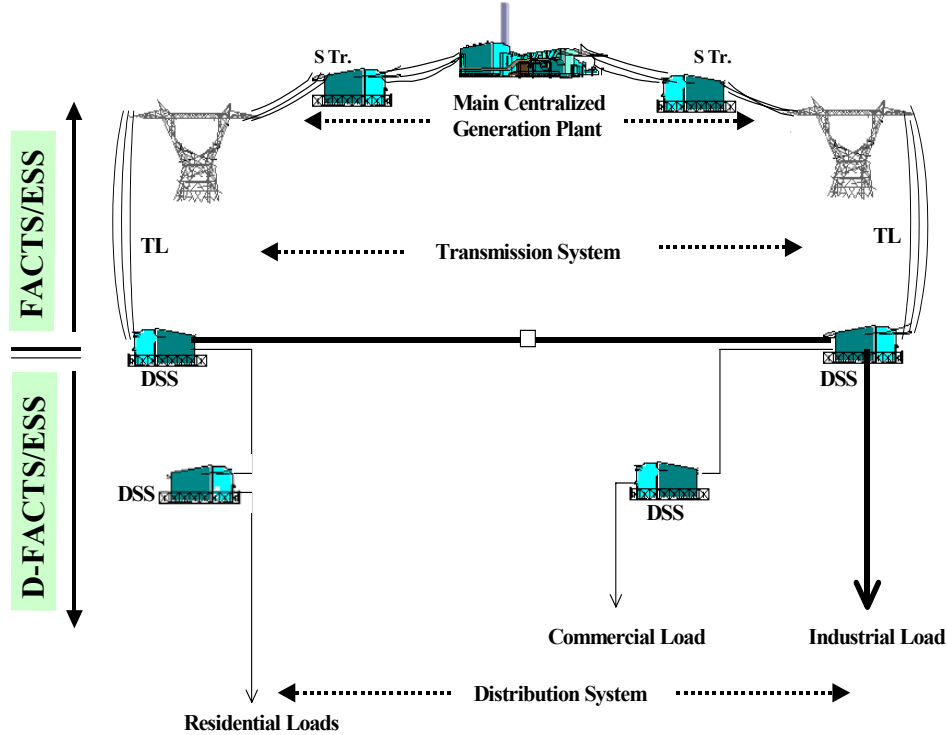 S Tr.
S Tr.
Main Centralized
Generation Plant
FACTS/ESS
TL
Transmission System
TL
DSS
DSS
D-FACTS/ESS
DSS
DSS
Commercial Load
Industrial Load
Distribution System
Residential Loads